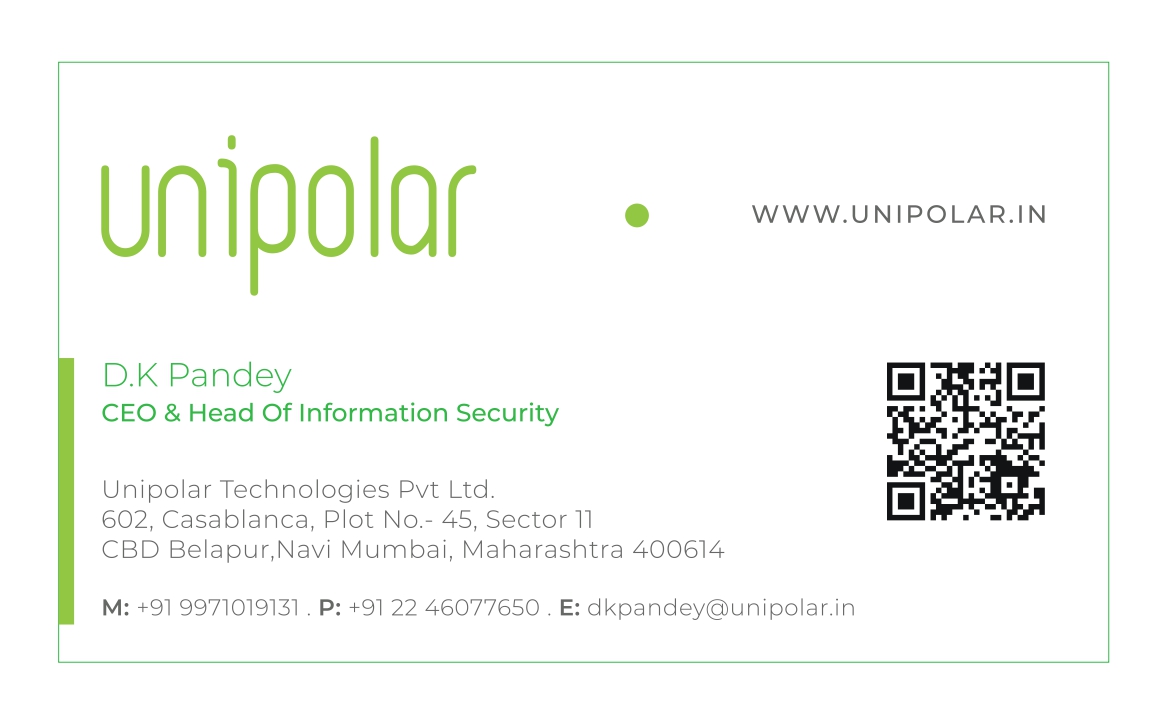 unipolar
WWW.UNIPOLAR.IN
D.K Pandey
CEO & Head Of Information Security
Unipolar Technologies Pvt Ltd.
602, Casablanca, Plot No.- 45, Sector 11
CBD Belapur,Navi Mumbai, Maharashtra 400614
M: +91 9971019131 . P: +91 22 46077650 . E: dkpandey@unipolar.in